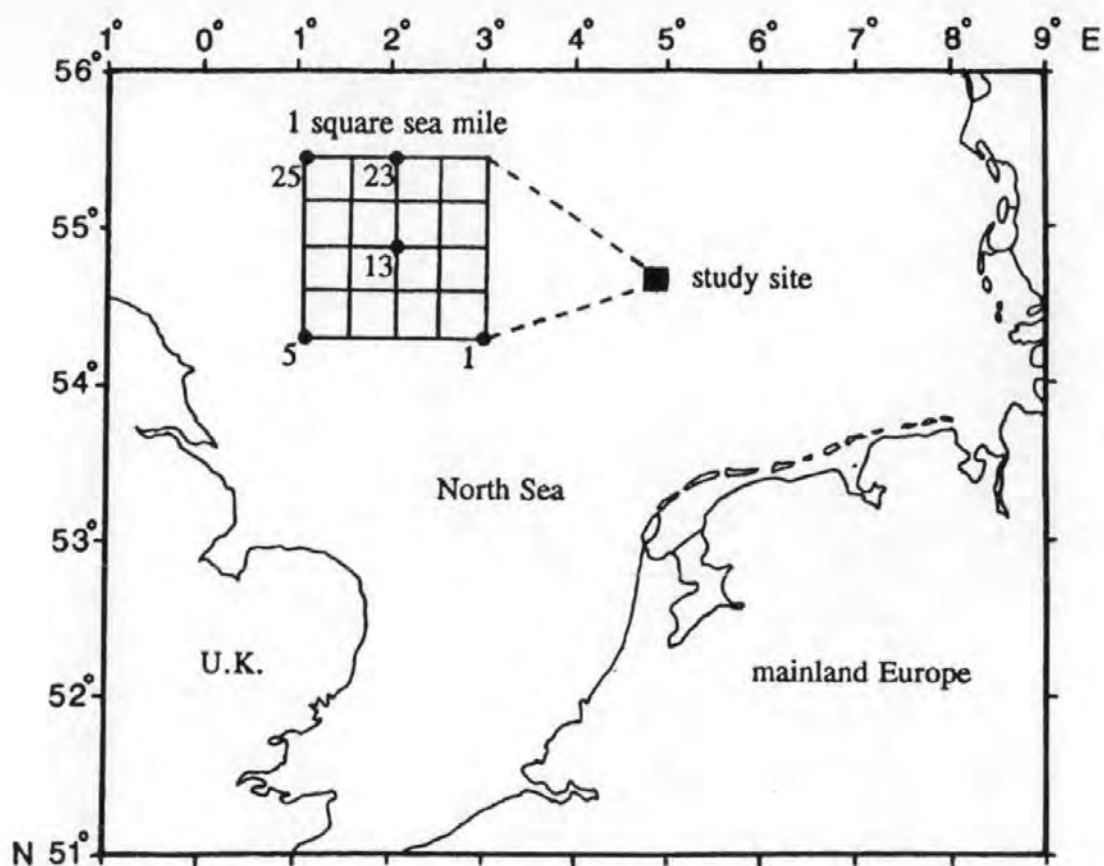 1° 0° 1° 2° 3° 4° 5° 6° 7° 8° 9° E
56°
1 square sea mile
25 23
55°
13
study site
5 1
54°
North Sea
53°
U.K.
mainland Europe
52°
N 51°